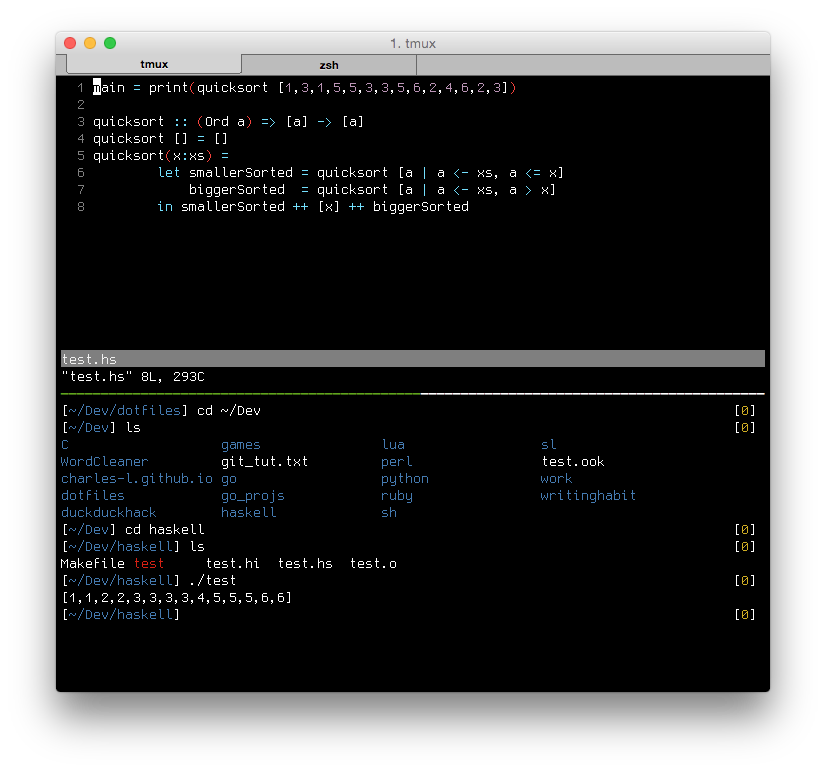 1. tmux
tmux zsh
1 main = print(quicksort [1,3,1,5,5,3,3,5,6,2,4,6,2,3])
2
3 quicksort :: (Ord a) => [a] -> [a]
4 quicksort [] = []
5 quicksort(x:xs) =
6         let smallerSorted = quicksort [a | a <- xs, a <= x]
7             biggerSorted  = quicksort [a | a <- xs, a > x]
8         in smallerSorted ++ [x] ++ biggerSorted
test.hs
"test.hs" 8L, 293C
[~/Dev/dotfiles] cd ~/Dev [0]
[~/Dev] ls [0]
C games lua sl
WordCleaner git_tut.txt perl test.ook
charles-l.github.io go python work
dotfiles go_projs ruby writinghabit
duckduckhack haskell sh
[~/Dev] cd haskell [0]
[~/Dev/haskell] ls [0]
Makefile test test.hi test.hs test.o
[~/Dev/haskell] ./test [0]
[1,1,2,2,3,3,3,3,4,5,5,5,6,6]
[~/Dev/haskell] [0]